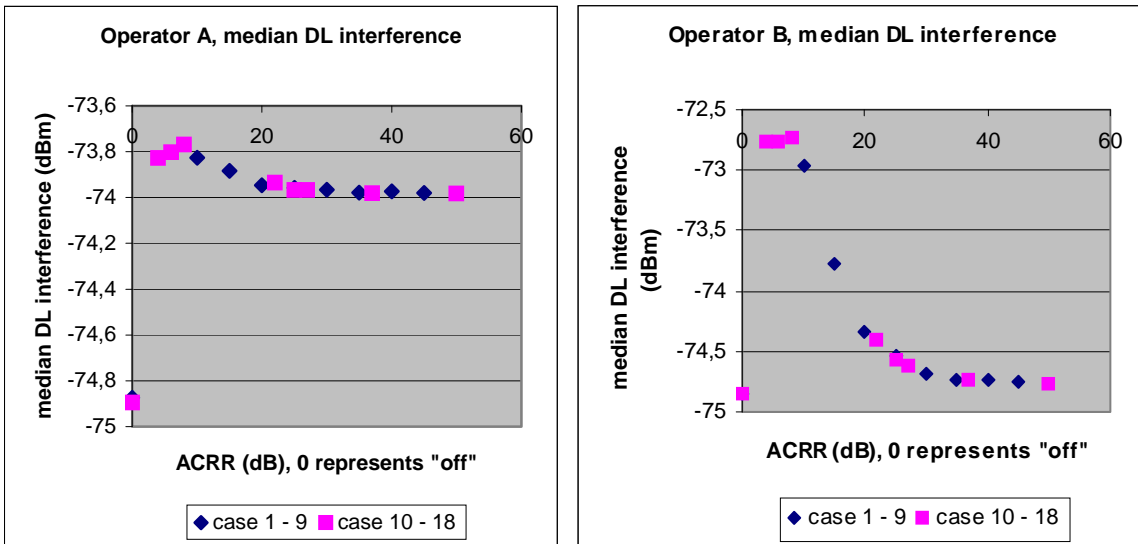 Operator A, median DL interference
-73,6
-73,8
-74
-74,2
-74,4
-74,6
-74,8
-75
0
20
40
60
median DL interference (dBm)
ACRR (dB), 0 represents "off"
case 1 - 9
case 10 - 18
Operator B, median DL interference
-72,5
-73
-73,5
-74
-74,5
-75
0
20
40
60
median DL interference
(dBm)
ACRR (dB), 0 represents "off"
case 1 - 9
case 10 - 18